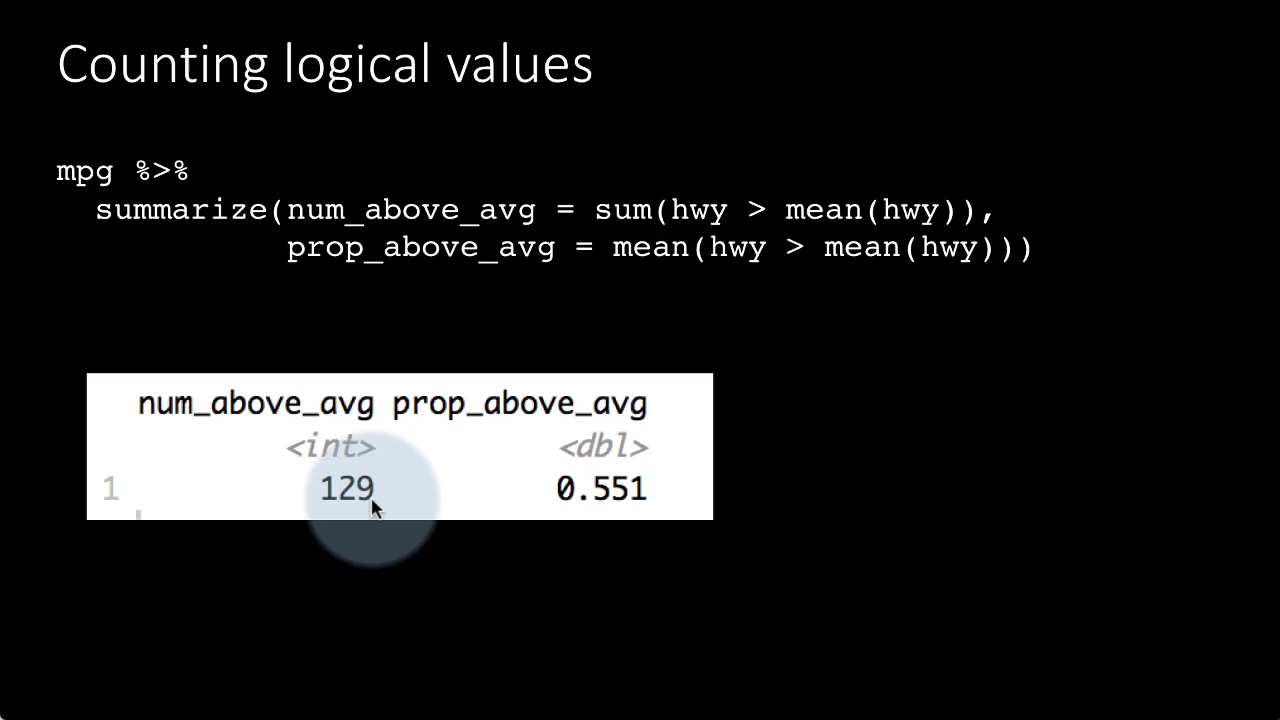 Counting logical values
mpg %>%
summarize(num_above_avg = sum(hwy > mean(hwy)),
prop_above_avg = mean(hwy > mean(hwy)))
num_above_avg prop_above_avg
<int> <dbl>
1 129 0.551